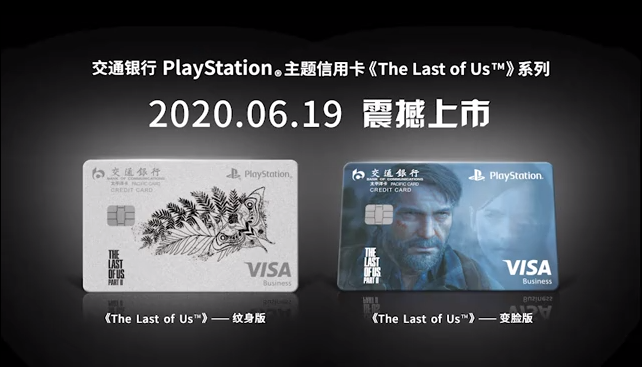 交通银行 PlayStation®主题信用卡《The Last of Us™》系列
2020.06.19 震撼上市
交通銀行
BANK OF COMMUNICATIONS
太平洋卡 PACIFIC CARD
CREDIT CARD
PlayStation
THE
LAST
OF US
PART II
VISA
Business
交通銀行
BANK OF COMMUNICATIONS
太平洋卡 PACIFIC CARD
CREDIT CARD
PlayStation
THE
LAST
OF US
PART II
VISA
Business
《The Last of Us™》——纹身版
《The Last of Us™》——变脸版